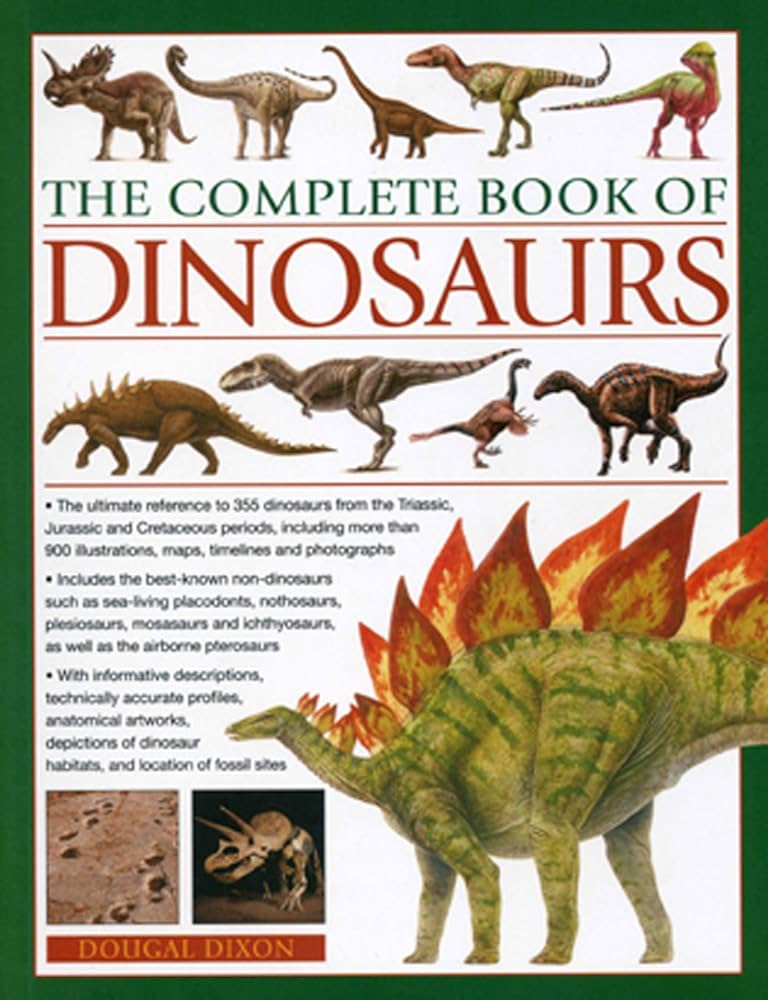 THE COMPLETE BOOK OF
DINOSAURS
▪ The ultimate reference to 355 dinosaurs from the Triassic,
Jurassic and Cretaceous periods, including more than
900 illustrations, maps, timelines and photographs
▪ Includes the best-known non-dinosaurs
such as sea-living placodonts, nothosaurs,
plesiosaurs, mosasaurs and ichthyosaurs,
as well as the airborne pterosaurs
▪ With informative descriptions,
technically accurate profiles,
anatomical artworks,
depictions of dinosaur
habitats, and location of fossil sites
DOUGAL DIXON